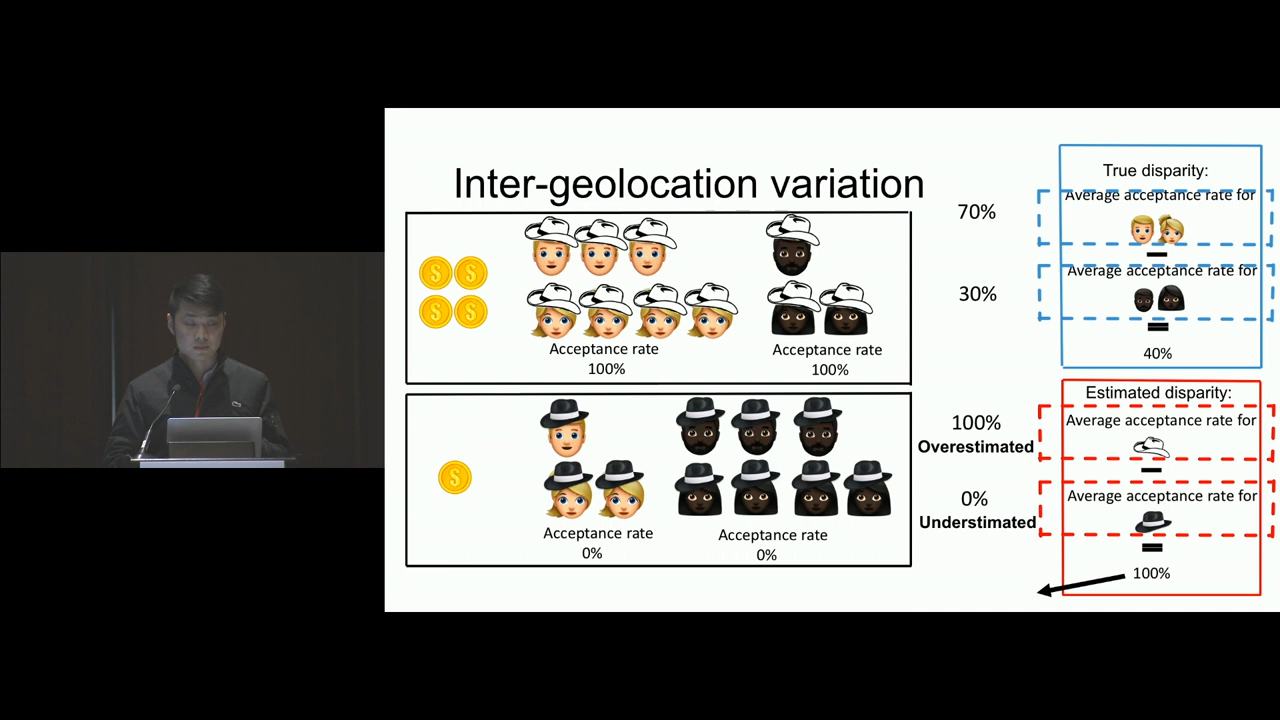 Inter-geolocation variation
Acceptance rate
100%
Acceptance rate
100%
Acceptance rate
0%
Acceptance rate
0%
70%
30%
100%
Overestimated
0%
Understimated
True disparity:
Average acceptance rate for
Average acceptance rate for
40%
Estimated disparity:
Average acceptance rate for
Average acceptance rate for
100%